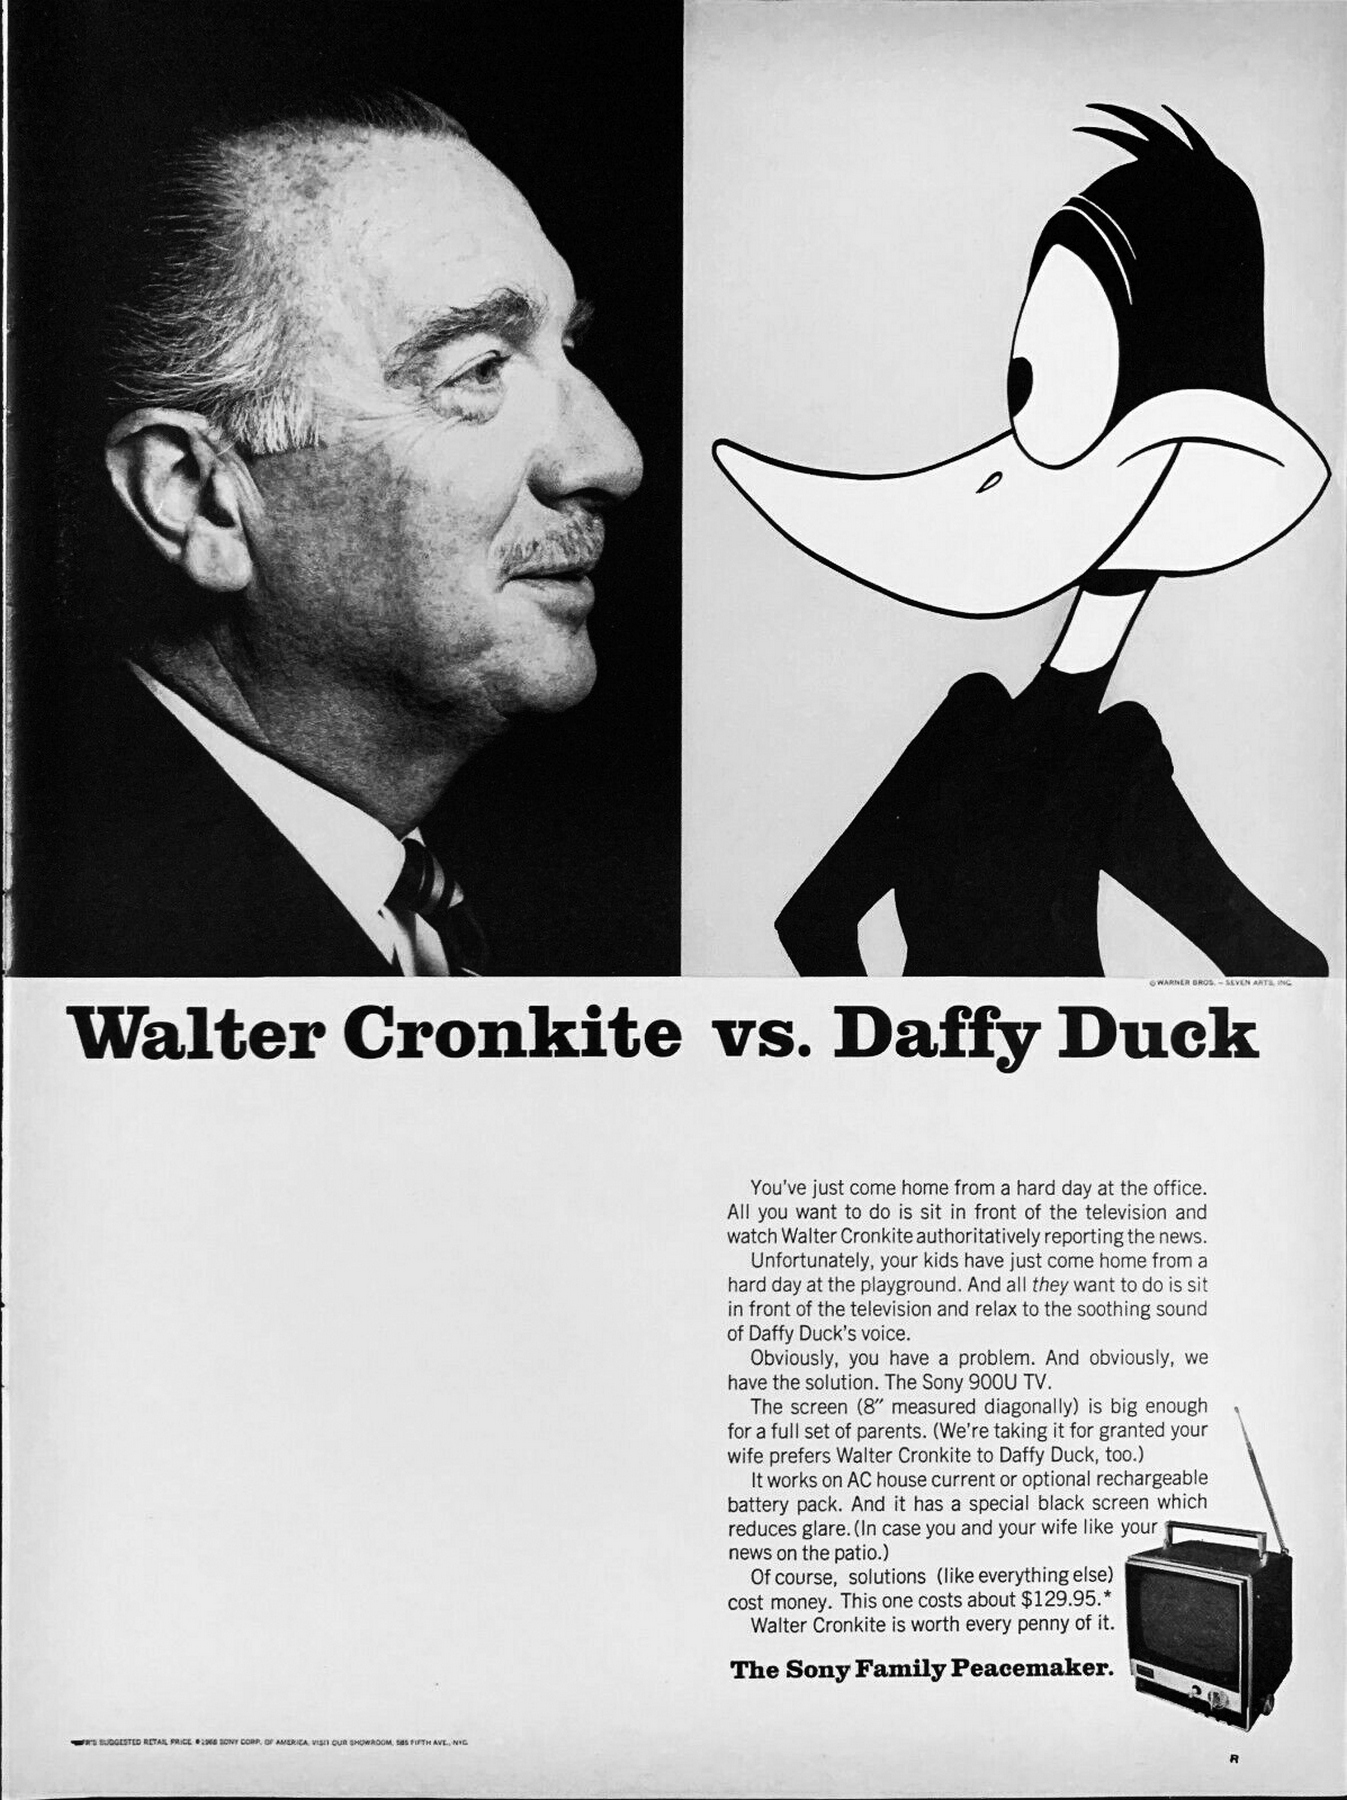 © WARNER BROS. – SEVEN ARTS, INC.
Walter Cronkite vs. Daffy Duck
You've just come home from a hard day at the office.
All you want to do is sit in front of the television and
watch Walter Cronkite authoritatively reporting the news.
Unfortunately, your kids have just come home from a
hard day at the playground. And all they want to do is sit
in front of the television and relax to the soothing sound
of Daffy Duck's voice.
Obviously, you have a problem. And obviously, we
have the solution. The Sony 900U TV.
The screen (8″ measured diagonally) is big enough
for a full set of parents. (We're taking it for granted your
wife prefers Walter Cronkite to Daffy Duck, too.)
It works on AC house current or optional rechargeable
battery pack. And it has a special black screen which
reduces glare. (In case you and your wife like your
news on the patio.)
Of course, solutions (like everything else)
cost money. This one costs about $129.95.*
Walter Cronkite is worth every penny of it.
The Sony Family Peacemaker.
SUGGESTED RETAIL PRICE. ©1968 SONY CORP. OF AMERICA. VISIT OUR SHOWROOM, 585 FIFTH AVE., NYC.
R